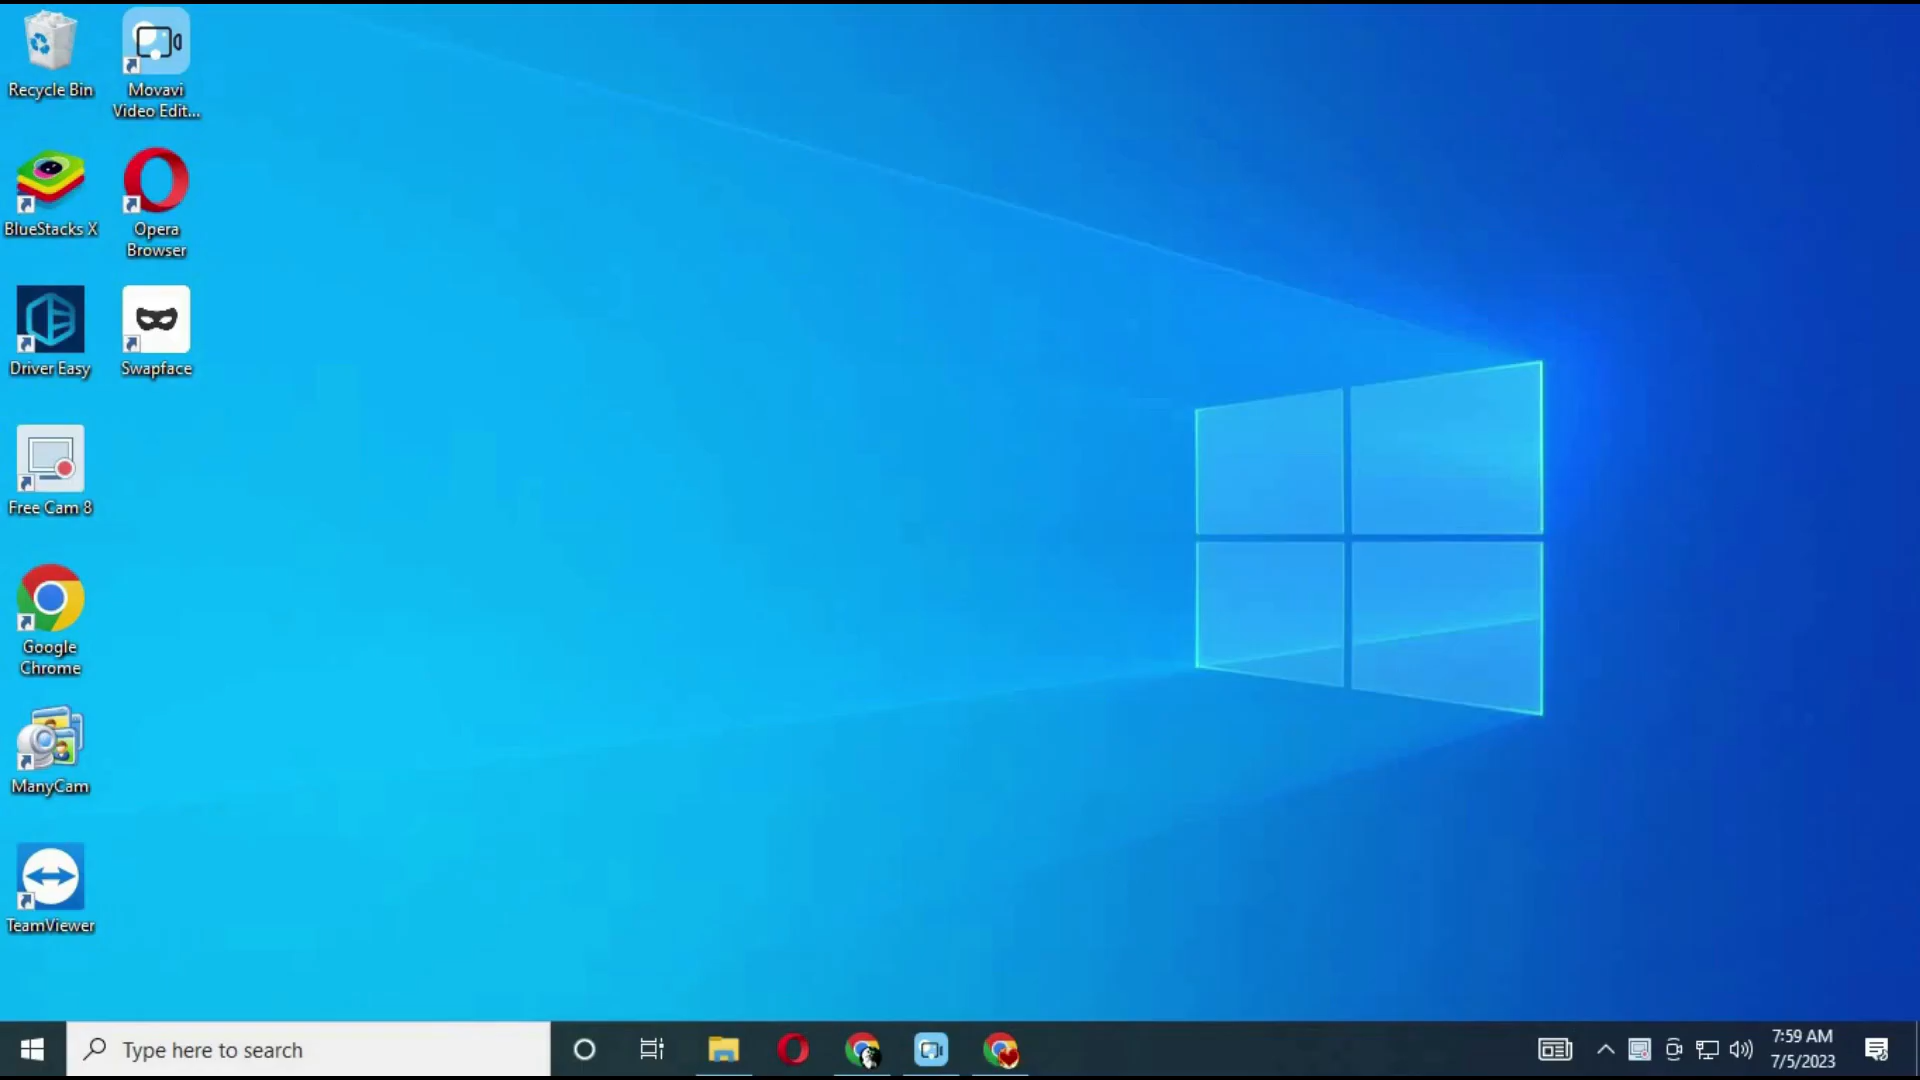 Recycle Bin
Movavi
Video Edit...
BlueStacks X
Opera
Browser
Driver Easy
Swapface
Free Cam 8
Google
Chrome
ManyCam
TeamViewer
Type here to search
7:59 AM
7/5/2023